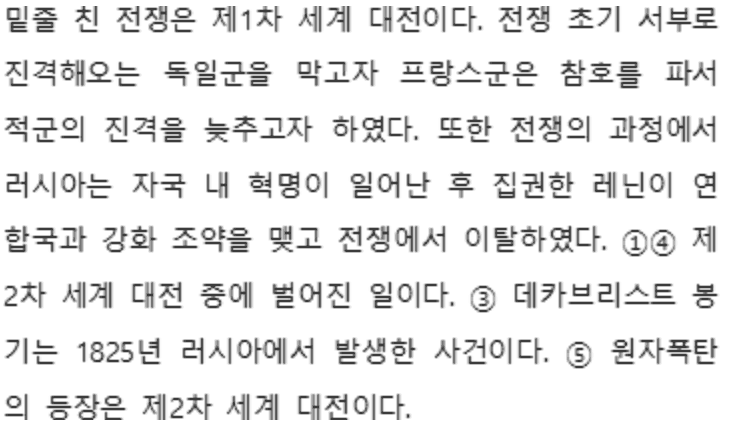 밑줄 친 전쟁은 제1차 세계 대전이다. 전쟁 초기 서부로
진격해오는 독일군을 막고자 프랑스군은 참호를 파서
적군의 진격을 늦추고자 하였다. 또한 전쟁의 과정에서
러시아는 자국 내 혁명이 일어난 후 집권한 레닌이 연
합국과 강화 조약을 맺고 전쟁에서 이탈하였다. ①④ 제
2차 세계 대전 중에 벌어진 일이다. ③ 데카브리스트 봉
기는 1825년 러시아에서 발생한 사건이다. ⑤ 원자폭탄
의 등장은 제2차 세계 대전이다.